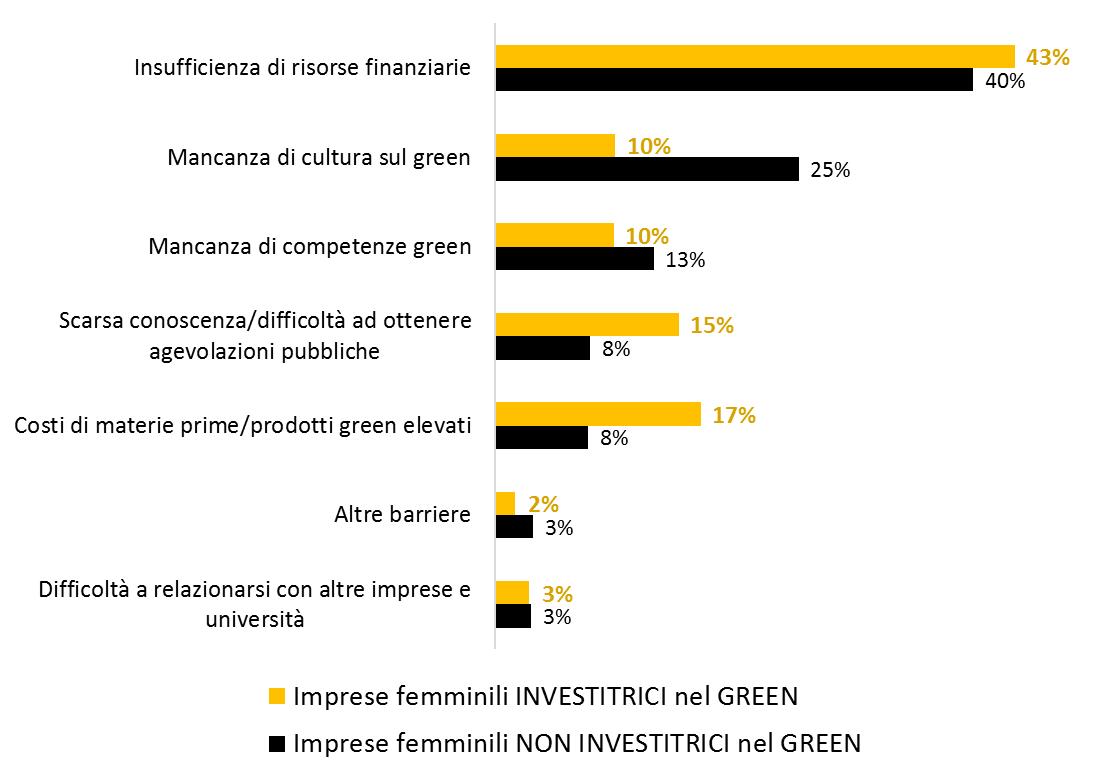 Insufficienza di risorse finanziarie
43%
40%
Mancanza di cultura sul green
10%
25%
Mancanza di competenze green
10%
13%
Scarsa conoscenza/difficoltà ad ottenere
agevolazioni pubbliche
15%
8%
Costi di materie prime/prodotti green elevati
17%
8%
Altre barriere
2%
3%
Difficoltà a relazionarsi con altre imprese e
università
3%
3%
Imprese femminili INVESTITRICI nel GREEN
Imprese femminili NON INVESTITRICI nel GREEN